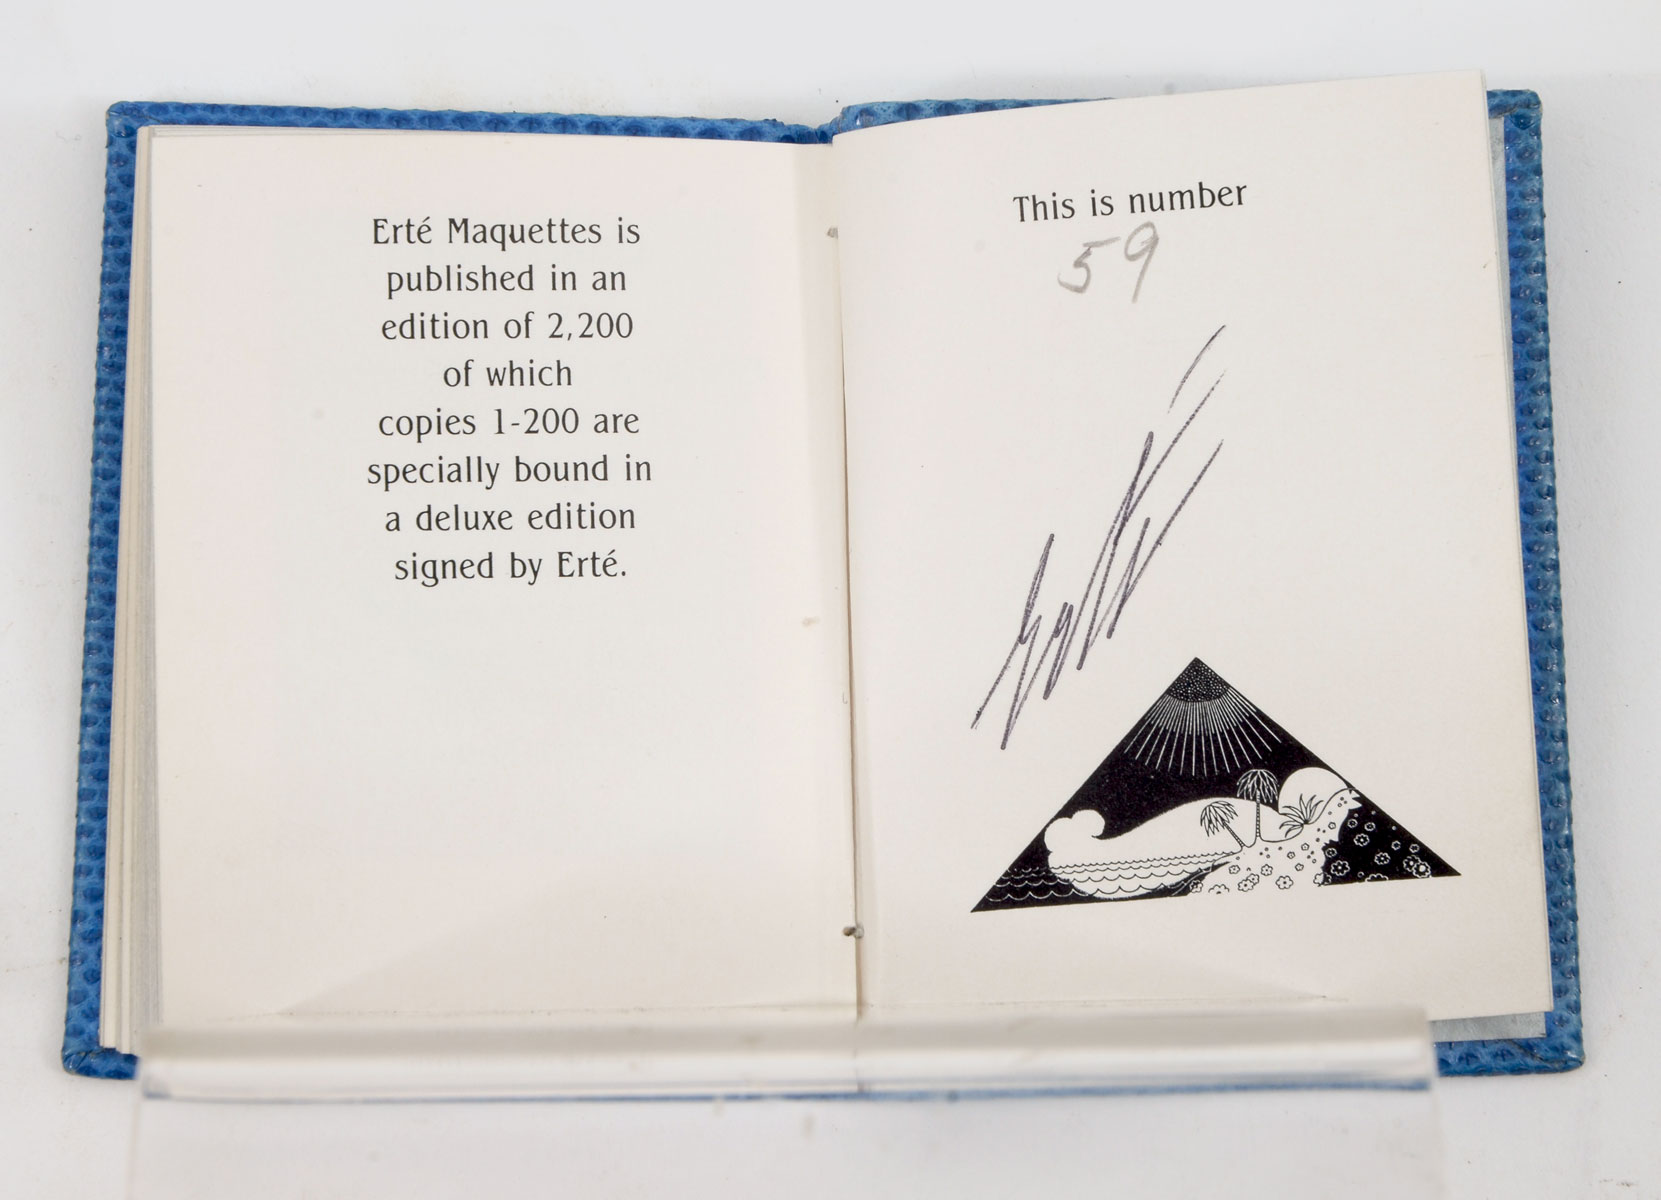 Erté Maquettes is
published in an
edition of 2,200
of which
copies 1-200 are
specially bound in
a deluxe edition
signed by Erté.
This is number
59
Erté